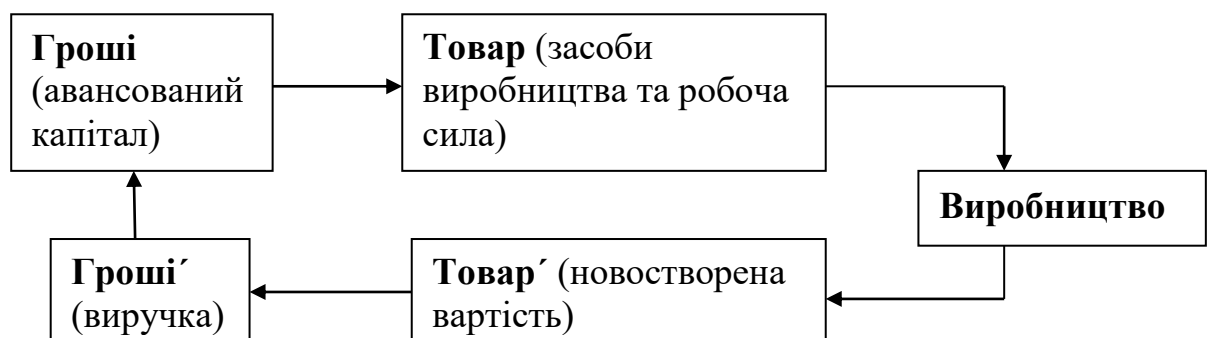 Гроші
(авансований
капітал)
Товар (засоби
виробництва та робоча
сила)
Виробництво
Товар´ (новостворена
вартість)
Гроші´
(виручка)